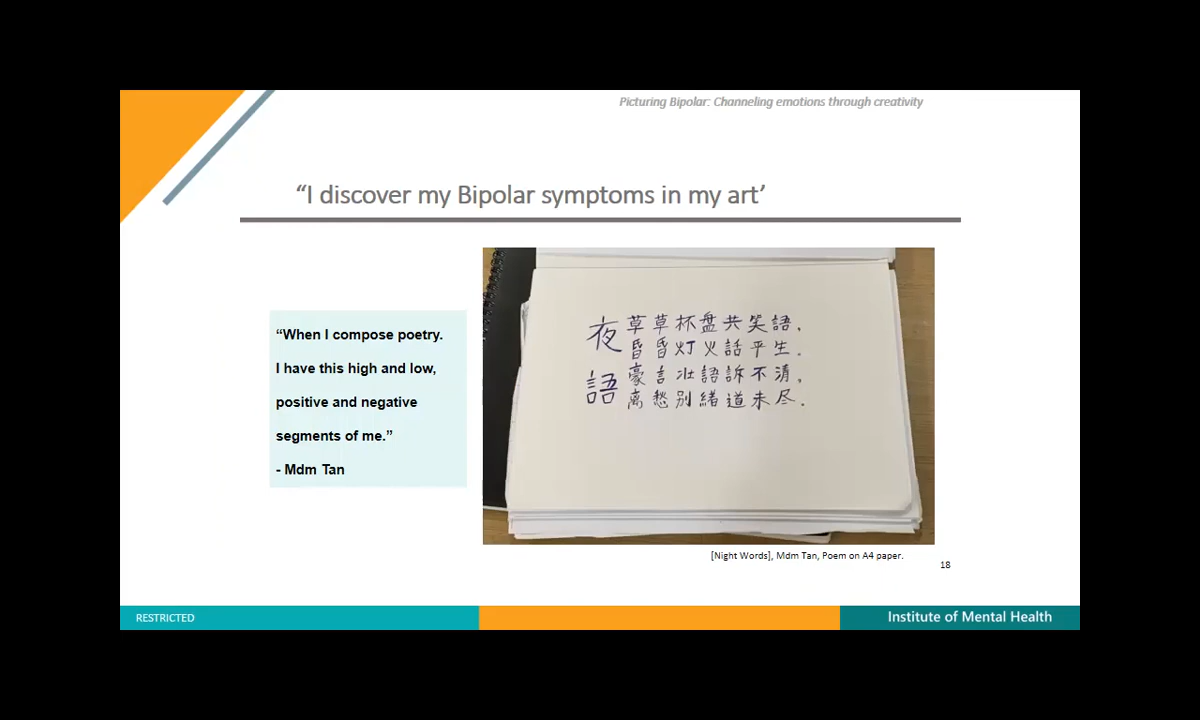 Picturing Bipolar: Channeling emotions through creativity
“I discover my Bipolar symptoms in my art’
“When I compose poetry.
I have this high and low,
positive and negative
segments of me.”
- Mdm Tan
夜語
草草杯盘共笑語,
昏昏灯火話平生.
豪言壮語訴不清,
离愁別緒道未尽.
[Night Words], Mdm Tan, Poem on A4 paper.
18
RESTRICTED
Institute of Mental Health